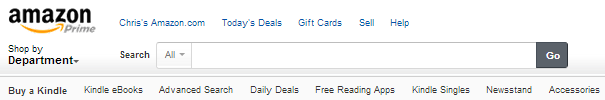 amazon
Prime
Chris's Amazon.com Today's Deals Gift Cards Sell Help
Shop by
Department
Search All Go
Buy a Kindle Kindle eBooks Advanced Search Daily Deals Free Reading Apps Kindle Singles Newsstand Accessories